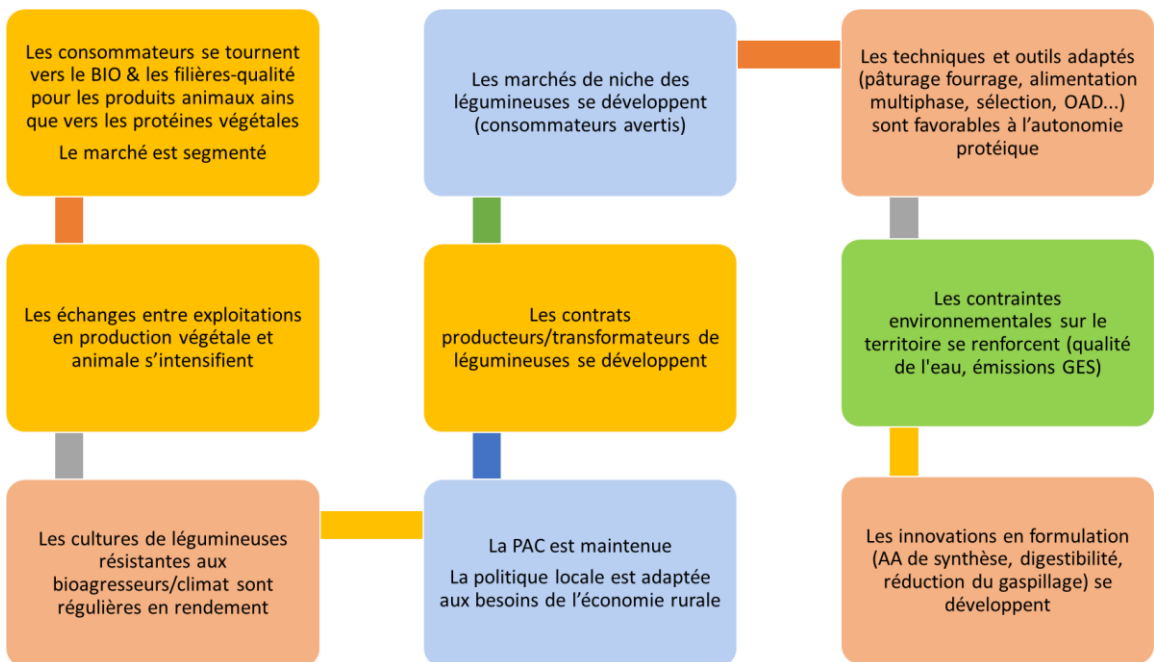 Les consommateurs se tournent
vers le BIO & les filières-qualité
pour les produits animaux ains
que vers les protéines végétales
Le marché est segmenté
Les échanges entre exploitations
en production végétale et
animale s’intensifient
Les cultures de légumineuses
résistantes aux
bioagresseurs/climat sont
régulières en rendement
La PAC est maintenue
La politique locale est adaptée
aux besoins de l’économie rurale
Les contrats
producteurs/transformateurs de
légumineuses se développent
Les marchés de niche des
légumineuses se développent
(consommateurs avertis)
Les techniques et outils adaptés
(pâturage fourrage, alimentation
multiphase, sélection, OAD...)
sont favorables à l’autonomie
protéique
Les contraintes
environnementales sur le
territoire se renforcent (qualité
de l'eau, émissions GES)
Les innovations en formulation
(AA de synthèse, digestibilité,
réduction du gaspillage) se
développent